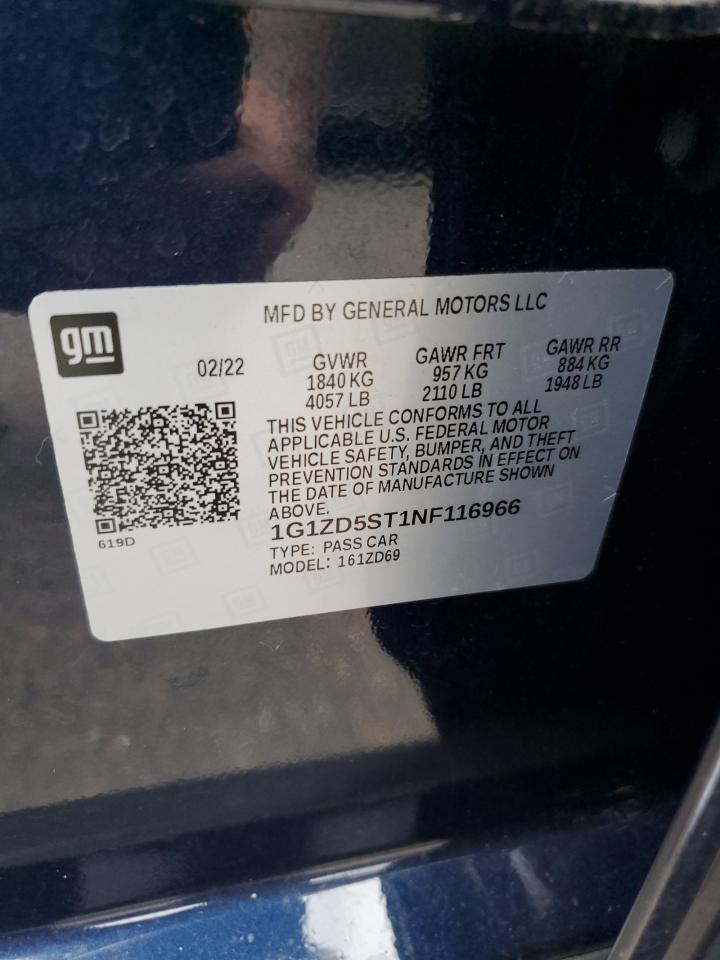 MFD BY GENERAL MOTORS LLC
gm
02/22
GVWR
1840 KG
4057 LB
GAWR FRT
957 KG
2110 LB
GAWR RR
884 KG
1948 LB
THIS VEHICLE CONFORMS TO ALL
APPLICABLE U.S. FEDERAL MOTOR
VEHICLE SAFETY, BUMPER, AND THEFT
PREVENTION STANDARDS IN EFFECT ON
THE DATE OF MANUFACTURE SHOWN
ABOVE.
1G1ZD5ST1NF116966
TYPE: PASS CAR
MODEL: 161ZD69
619D